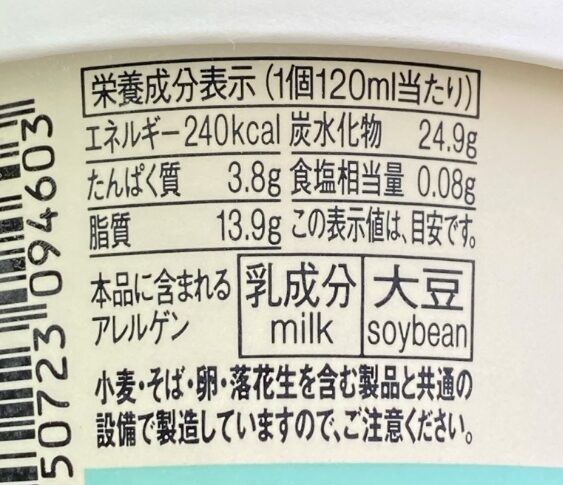 栄養成分表示(1個120ml当たり)
エネルギー 240kcal 炭水化物 24.9g
たんぱく質 3.8g 食塩相当量 0.08g
脂質 13.9g この表示値は、目安です。
本品に含まれるアレルゲン
乳成分 milk
大豆 soybean
小麦・そば・卵・落花生を含む製品と共通の
設備で製造していますので、ご注意ください。
50723 094603